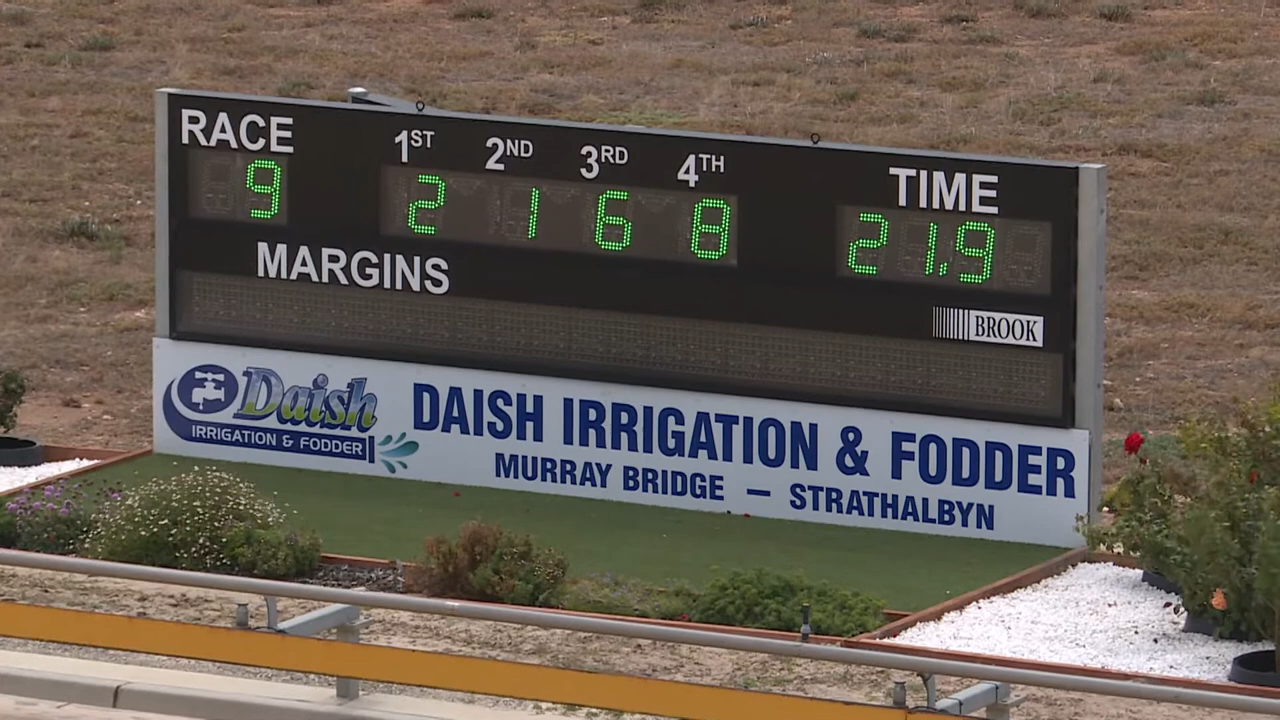 RACE 1ST 2ND 3RD 4TH TIME
9 2 1 6 8 21.9
MARGINS
BROOK
Daish
IRRIGATION & FODDER
DAISH IRRIGATION & FODDER
MURRAY BRIDGE – STRATHALBYN